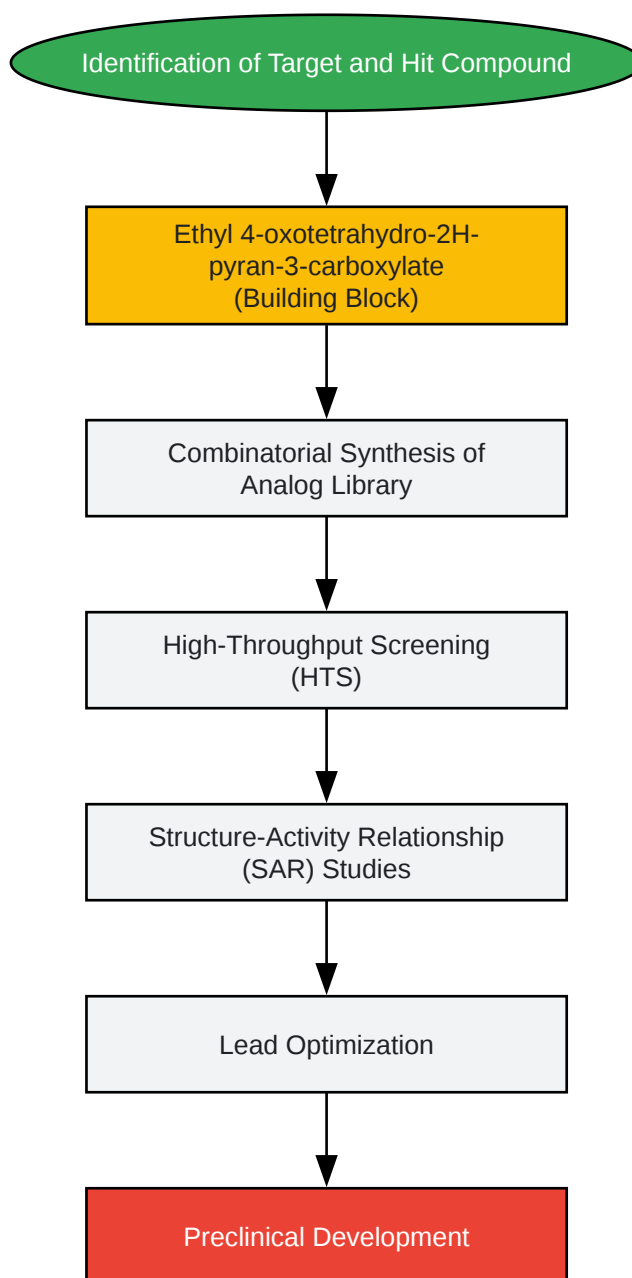 Identification of Target and Hit Compound
Ethyl 4-oxotetrahydro-2H-
pyran-3-carboxylate
(Building Block)
Combinatorial Synthesis of
Analog Library
High-Throughput Screening
(HTS)
Structure-Activity Relationship
(SAR) Studies
Lead Optimization
Preclinical Development